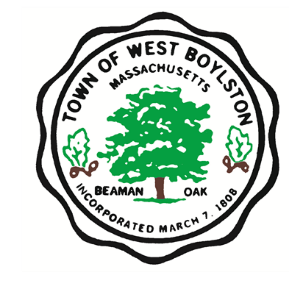 TOWN OF WEST BOYLSTON
MASSACHUSETTS
BEAMAN OAK
INCORPORATED MARCH 7, 1808